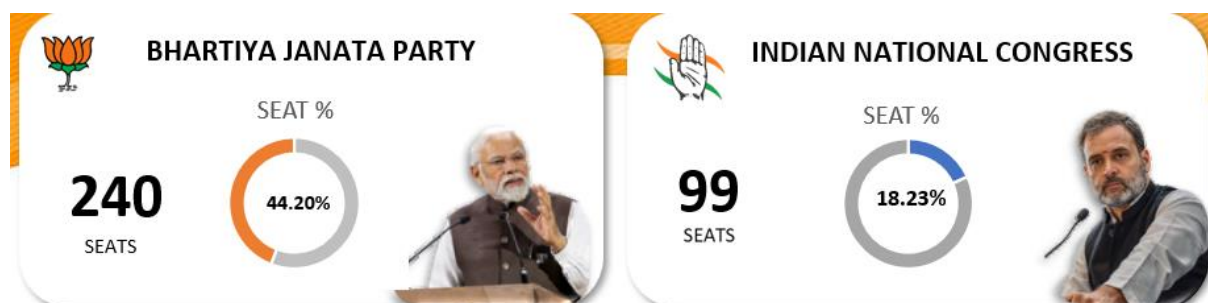 BHARTIYA JANATA PARTY
SEAT %
240
SEATS
44.20%
INDIAN NATIONAL CONGRESS
SEAT %
99
SEATS
18.23%